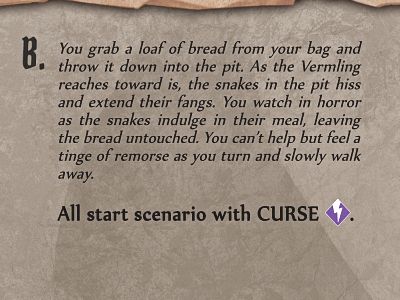 B.
You grab a loaf of bread from your bag and
throw it down into the pit. As the Vermling
reaches toward is, the snakes in the pit hiss
and extend their fangs. You watch in horror
as the snakes indulge in their meal, leaving
the bread untouched. You can't help but feel a
tinge of remorse as you turn and slowly walk
away.
All start scenario with CURSE .